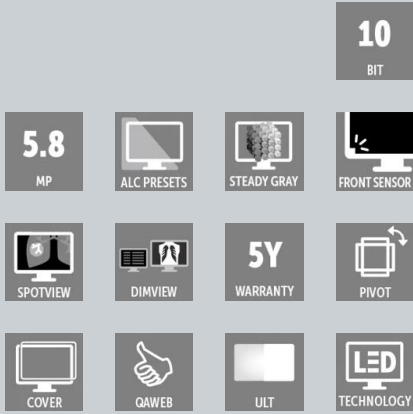 10
BIT
5.8
MP
ALC PRESETS
STEADY GRAY
FRONT SENSOR
SPOTVIEW
DIMVIEW
5Y
WARRANTY
PIVOT
COVER
QAWEB
ULT
LED
TECHNOLOGY